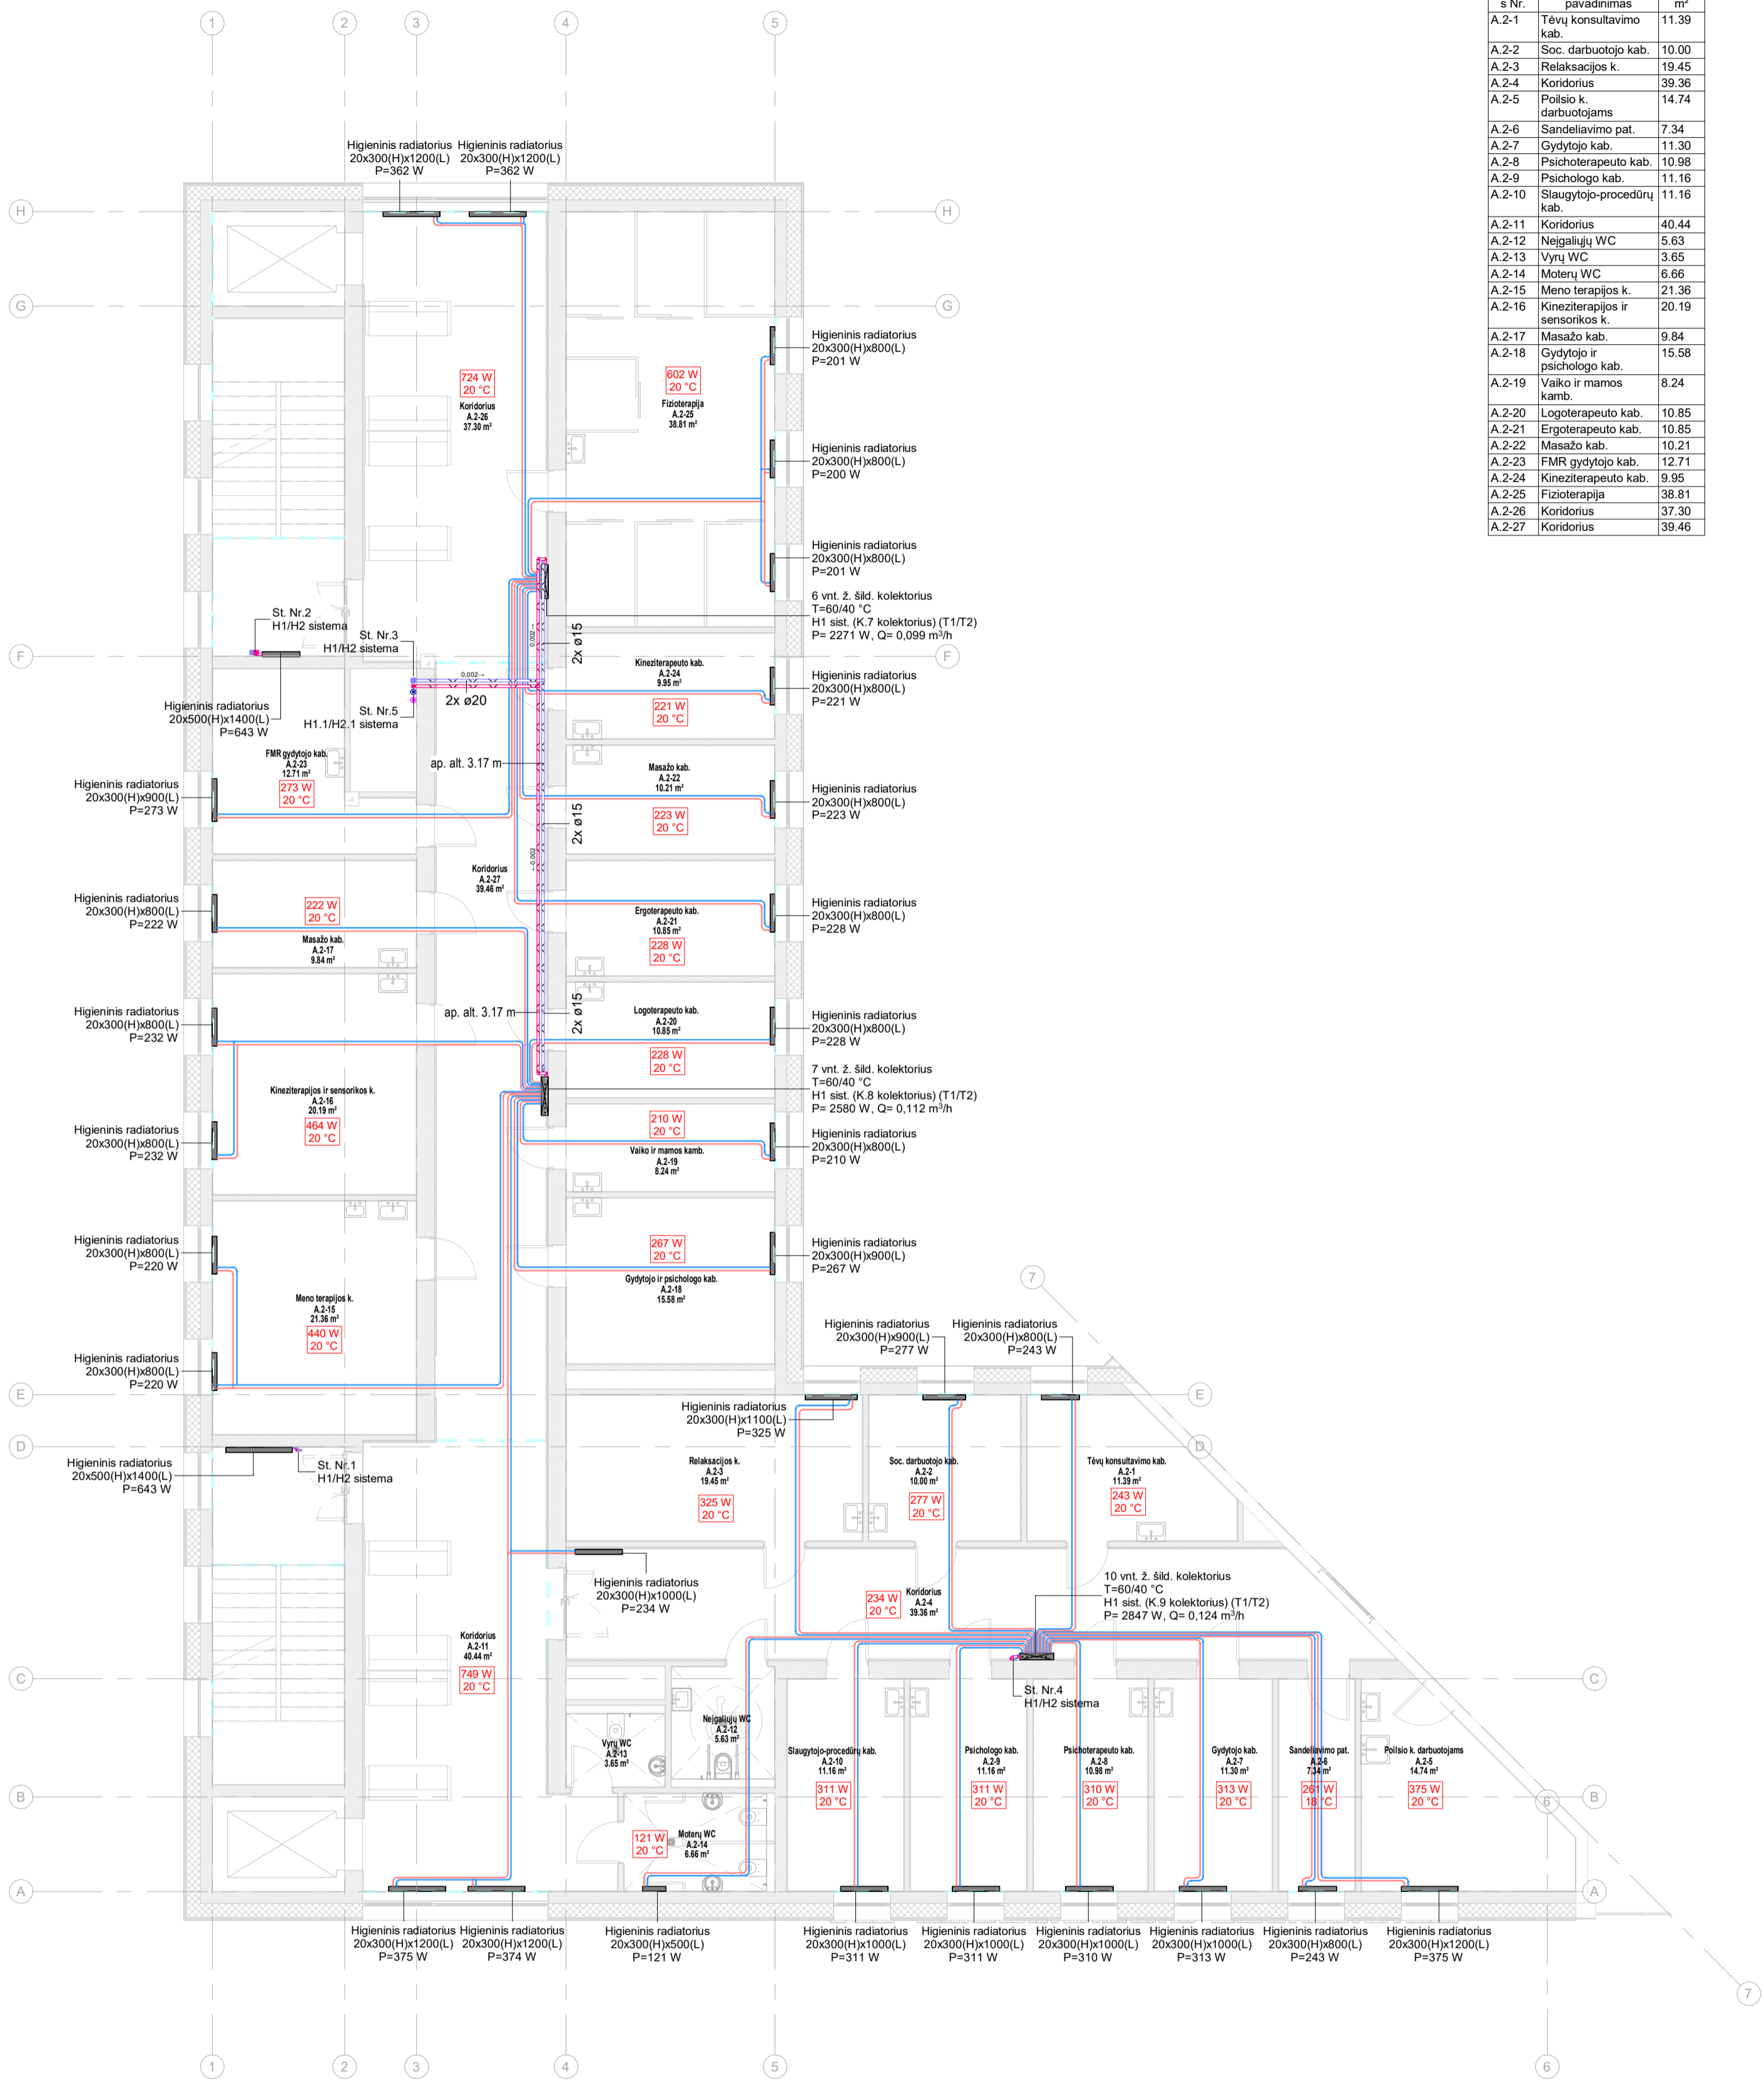 s Nr. pavadinimas m²
A.2-1 Tėvų konsultavimo kab. 11.39
A.2-2 Soc. darbuotojo kab. 10.00
A.2-3 Relaksacijos k. 19.45
A.2-4 Koridorius 39.36
A.2-5 Poilsio k. darbuotojams 14.74
A.2-6 Sandeliavimo pat. 7.34
A.2-7 Gydytojo kab. 11.30
A.2-8 Psichoterapeuto kab. 10.98
A.2-9 Psichologo kab. 11.16
A.2-10 Slaugytojo-procedūrų kab. 11.16
A.2-11 Koridorius 40.44
A.2-12 Neįgaliųjų WC 5.63
A.2-13 Vyrų WC 3.65
A.2-14 Moterų WC 6.66
A.2-15 Meno terapijos k. 21.36
A.2-16 Kineziterapijos ir sensorikos k. 20.19
A.2-17 Masažo kab. 9.84
A.2-18 Gydytojo ir psichologo kab. 15.58
A.2-19 Vaiko ir mamos kamb. 8.24
A.2-20 Logoterapeuto kab. 10.85
A.2-21 Ergoterapeuto kab. 10.85
A.2-22 Masažo kab. 10.21
A.2-23 FMR gydytojo kab. 12.71
A.2-24 Kineziterapeuto kab. 9.95
A.2-25 Fizioterapija 38.81
A.2-26 Koridorius 37.30
A.2-27 Koridorius 39.46
1 2 3 4 5
Higieninis radiatorius
20x300(H)x1200(L)
P=362 W
Higieninis radiatorius
20x300(H)x1200(L)
P=362 W
H
H
G
G
Higieninis radiatorius
20x300(H)x800(L)
P=201 W
724 W
20 °C
Koridorius
A.2-26
37.30 m²
602 W
20 °C
Fizioterapija
A.2-25
38.81 m²
Higieninis radiatorius
20x300(H)x800(L)
P=200 W
Higieninis radiatorius
20x300(H)x800(L)
P=201 W
6 vnt. ž. šild. kolektorius
T=60/40 °C
H1 sist. (K.7 kolektorius) (T1/T2)
P= 2271 W, Q= 0,099 m³/h
St. Nr.2
H1/H2 sistema
St. Nr.3
H1/H2 sistema
0.002→
2x ø15
F
F
0,002→
2x ø20
St. Nr.5
H1.1/H2.1 sistema
Higieninis radiatorius
20x500(H)x1400(L)
P=643 W
Kineziterapeuto kab.
A.2-24
9.95 m²
221 W
20 °C
Higieninis radiatorius
20x300(H)x800(L)
P=221 W
FMR gydytojo kab.
A.2-23
12.71 m²
273 W
20 °C
ap. alt. 3.17 m
Masažo kab.
A.2-22
10.21 m²
223 W
20 °C
Higieninis radiatorius
20x300(H)x900(L)
P=273 W
Higieninis radiatorius
20x300(H)x800(L)
P=223 W
2x ø15
←0.002
Koridorius
A.2-27
39.46 m²
Higieninis radiatorius
20x300(H)x800(L)
P=222 W
222 W
20 °C
Masažo kab.
A.2-17
9.84 m²
Ergoterapeuto kab.
A.2-21
10.85 m²
228 W
20 °C
Higieninis radiatorius
20x300(H)x800(L)
P=228 W
Higieninis radiatorius
20x300(H)x800(L)
P=232 W
ap. alt. 3.17 m
2x ø15
Logoterapeuto kab.
A.2-20
10.85 m²
228 W
20 °C
Higieninis radiatorius
20x300(H)x800(L)
P=228 W
7 vnt. ž. šild. kolektorius
T=60/40 °C
H1 sist. (K.8 kolektorius) (T1/T2)
P= 2580 W, Q= 0,112 m³/h
Kineziterapijos ir sensorikos k.
A.2-16
20.19 m²
464 W
20 °C
Higieninis radiatorius
20x300(H)x800(L)
P=232 W
210 W
20 °C
Vaiko ir mamos kamb.
A.2-19
8.24 m²
Higieninis radiatorius
20x300(H)x800(L)
P=210 W
Higieninis radiatorius
20x300(H)x800(L)
P=220 W
267 W
20 °C
Gydytojo ir psichologo kab.
A.2-18
15.58 m²
Higieninis radiatorius
20x300(H)x900(L)
P=267 W
7
Meno terapijos k.
A.2-15
21.36 m²
440 W
20 °C
Higieninis radiatorius
20x300(H)x800(L)
P=220 W
Higieninis radiatorius
20x300(H)x900(L)
P=277 W
Higieninis radiatorius
20x300(H)x800(L)
P=243 W
E
E
Higieninis radiatorius
20x300(H)x1100(L)
P=325 W
D
D
Higieninis radiatorius
20x500(H)x1400(L)
P=643 W
St. Nr.1
H1/H2 sistema
Relaksacijos k.
A.2-3
19.45 m²
325 W
20 °C
Soc. darbuotojo kab.
A.2-2
10.00 m²
277 W
20 °C
Tėvų konsultavimo kab.
A.2-1
11.39 m²
243 W
20 °C
Higieninis radiatorius
20x300(H)x1000(L)
P=234 W
234 W
20 °C
Koridorius
A.2-4
39.36 m²
10 vnt. ž. šild. kolektorius
T=60/40 °C
H1 sist. (K.9 kolektorius) (T1/T2)
P= 2847 W, Q= 0,124 m³/h
Koridorius
A.2-11
40.44 m²
749 W
20 °C
C
C
St. Nr.4
H1/H2 sistema
Neįgaliųjų WC
A.2-12
5.63 m²
Vyrų WC
A.2-13
3.65 m²
Slaugytojo-procedūrų kab.
A.2-10
11.16 m²
311 W
20 °C
Psichologo kab.
A.2-9
11.16 m²
311 W
20 °C
Psichoterapeuto kab.
A.2-8
10.98 m²
310 W
20 °C
Gydytojo kab.
A.2-7
11.30 m²
313 W
20 °C
Sandeliavimo pat.
A.2-6
7.34 m²
261 W
18 °C
Poilsio k. darbuotojams
A.2-5
14.74 m²
375 W
20 °C
B
B
6
121 W
20 °C
Moterų WC
A.2-14
6.66 m²
A
A
Higieninis radiatorius
20x300(H)x1200(L)
P=375 W
Higieninis radiatorius
20x300(H)x1200(L)
P=374 W
Higieninis radiatorius
20x300(H)x500(L)
P=121 W
Higieninis radiatorius
20x300(H)x1000(L)
P=311 W
Higieninis radiatorius
20x300(H)x1000(L)
P=311 W
Higieninis radiatorius
20x300(H)x1000(L)
P=310 W
Higieninis radiatorius
20x300(H)x1000(L)
P=313 W
Higieninis radiatorius
20x300(H)x800(L)
P=243 W
Higieninis radiatorius
20x300(H)x1200(L)
P=375 W
7
1 2 3 4 5 6